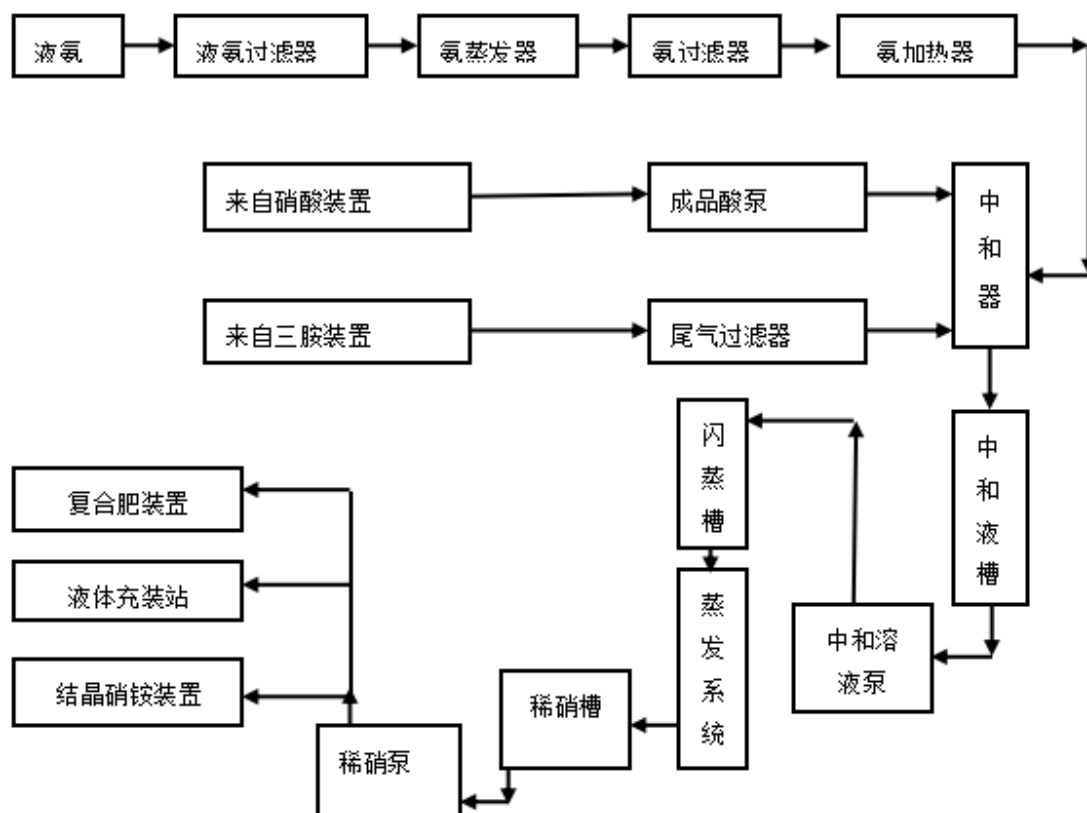 液氨
液氨过滤器
氨蒸发器
氨过滤器
氨加热器
来自硝酸装置
成品酸泵
中和器
来自三胺装置
尾气过滤器
闪蒸槽
中和液槽
复合肥装置
液体充装站
蒸发系统
中和溶
液泵
结晶硝铵装置
稀硝槽
稀硝泵